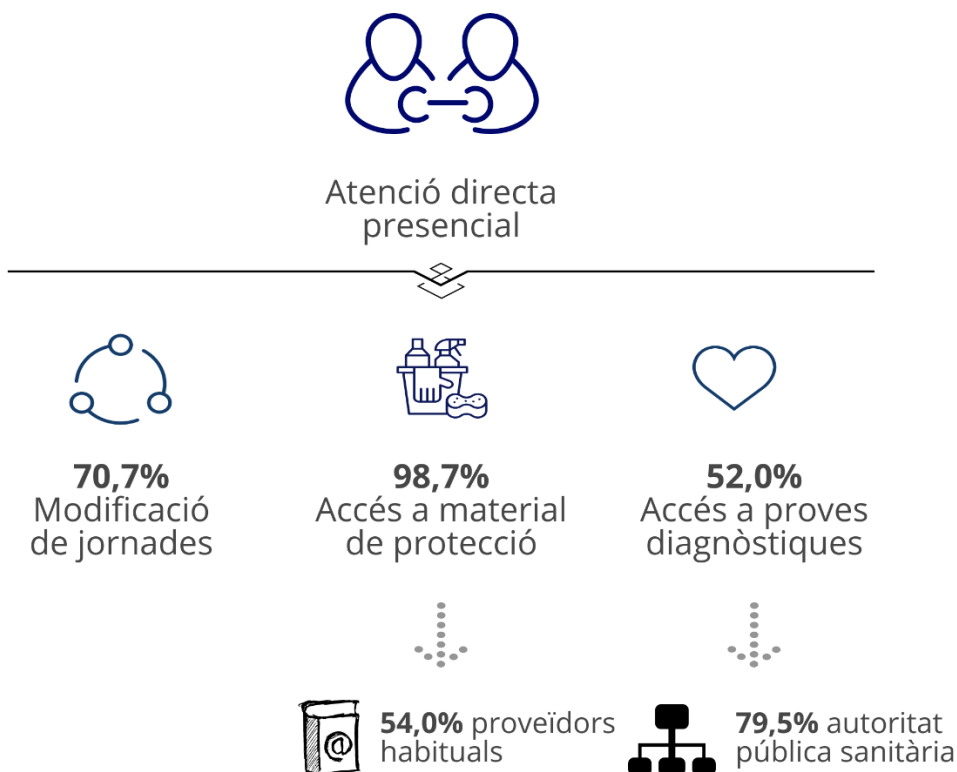 Atenció directa
presencial
70,7%
Modificació
de jornades
98,7%
Accés a material
de protecció
52,0%
Accés a proves
diagnòstiques
@
54,0% proveïdors
habituals
79,5% autoritat
pública sanitària